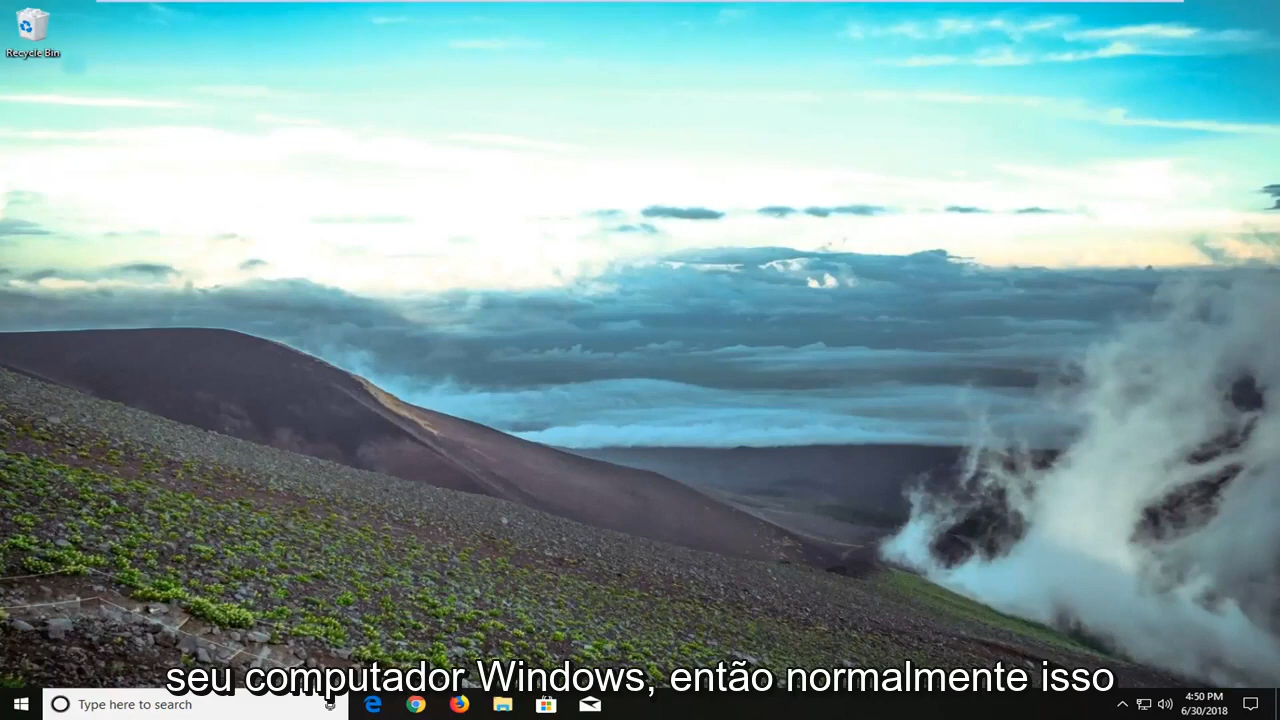 Recycle Bin
seu computador Windows, então normalmente isso
Type here to search
4:50 PM
6/30/2018